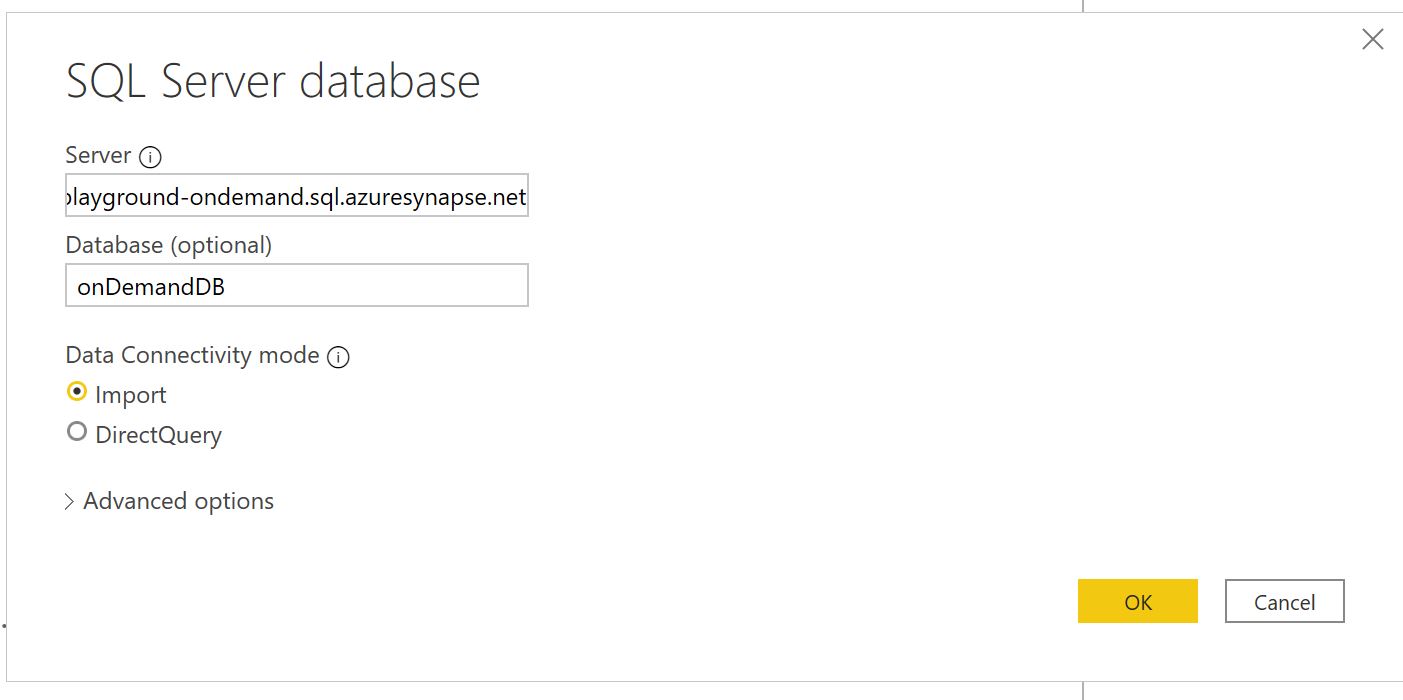 SQL Server database
Server
playground-ondemand.sql.azuresynapse.net
Database (optional)
onDemandDB
Data Connectivity mode
Import
DirectQuery
Advanced options
OK
Cancel